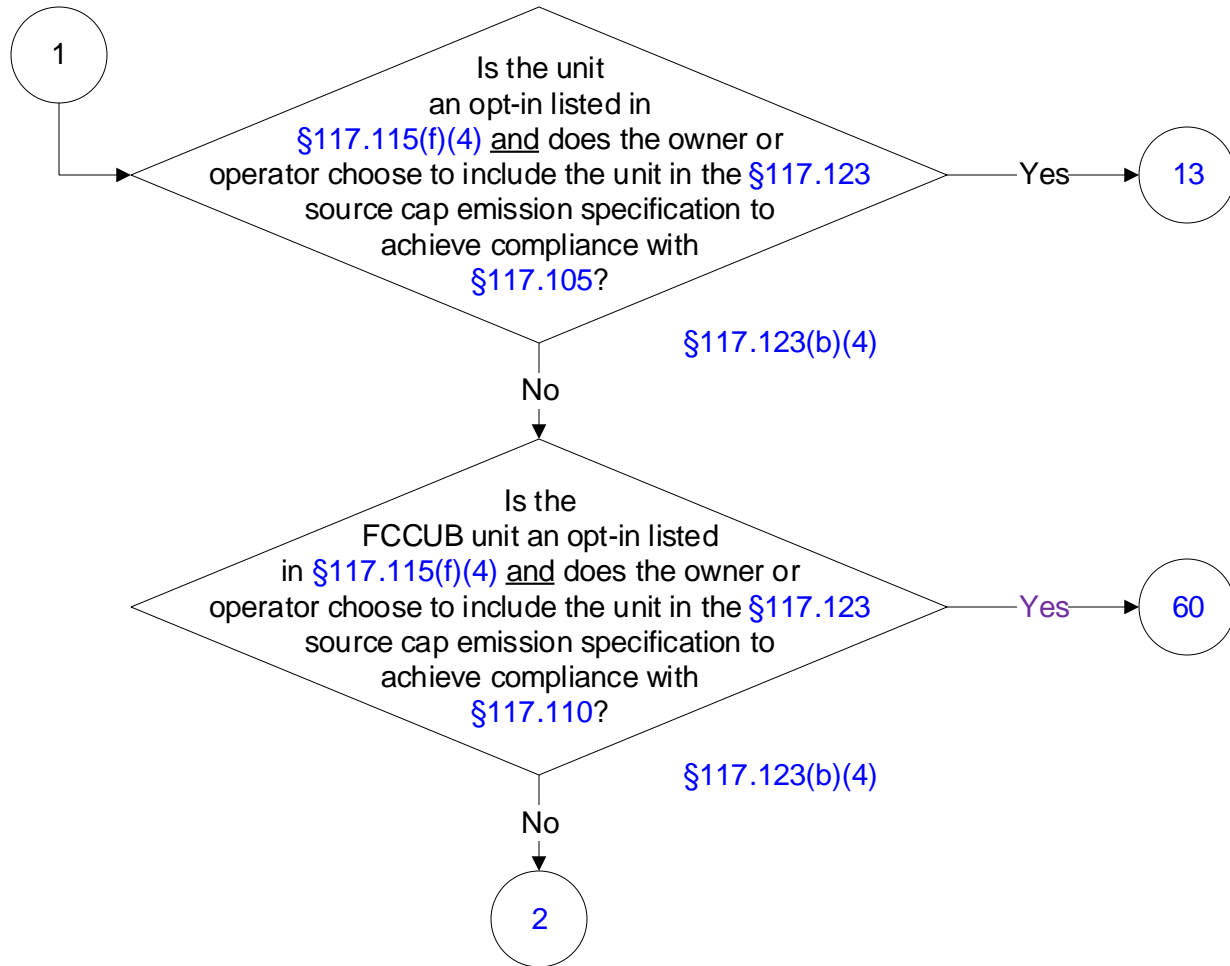 1
Is the unit
an opt-in listed in
§117.115(f)(4) and does the owner or
operator choose to include the unit in the §117.123
source cap emission specification to
achieve compliance with
§117.105?
Yes
13
§117.123(b)(4)
No
Is the
FCCUB unit an opt-in listed
in §117.115(f)(4) and does the owner or
operator choose to include the unit in the §117.123
source cap emission specification to
achieve compliance with
§117.110?
Yes
60
§117.123(b)(4)
No
2